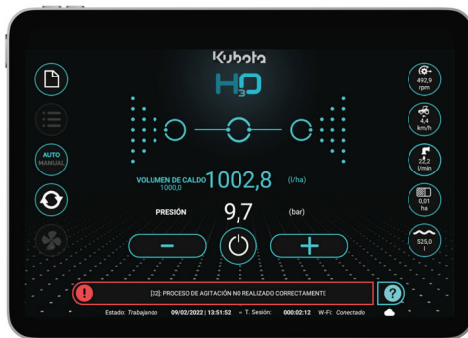 Kubota
H3O
AUTO
MANUAL
VOLUMEN DE CALDO 1002,8 (l/ha)
1000,0
PRESIÓN 9,7 (bar)
492,9
rpm
4,4
km/h
22,2
l/min
0,01
ha
525,0
l
[32]: PROCESO DE AGITACIÓN NO REALIZADO CORRECTAMENTE
?
Estado: Trabajando 09/02/2022 | 13:51:52 - T. Sesión: 000:02:12 W-Fi: Conectado